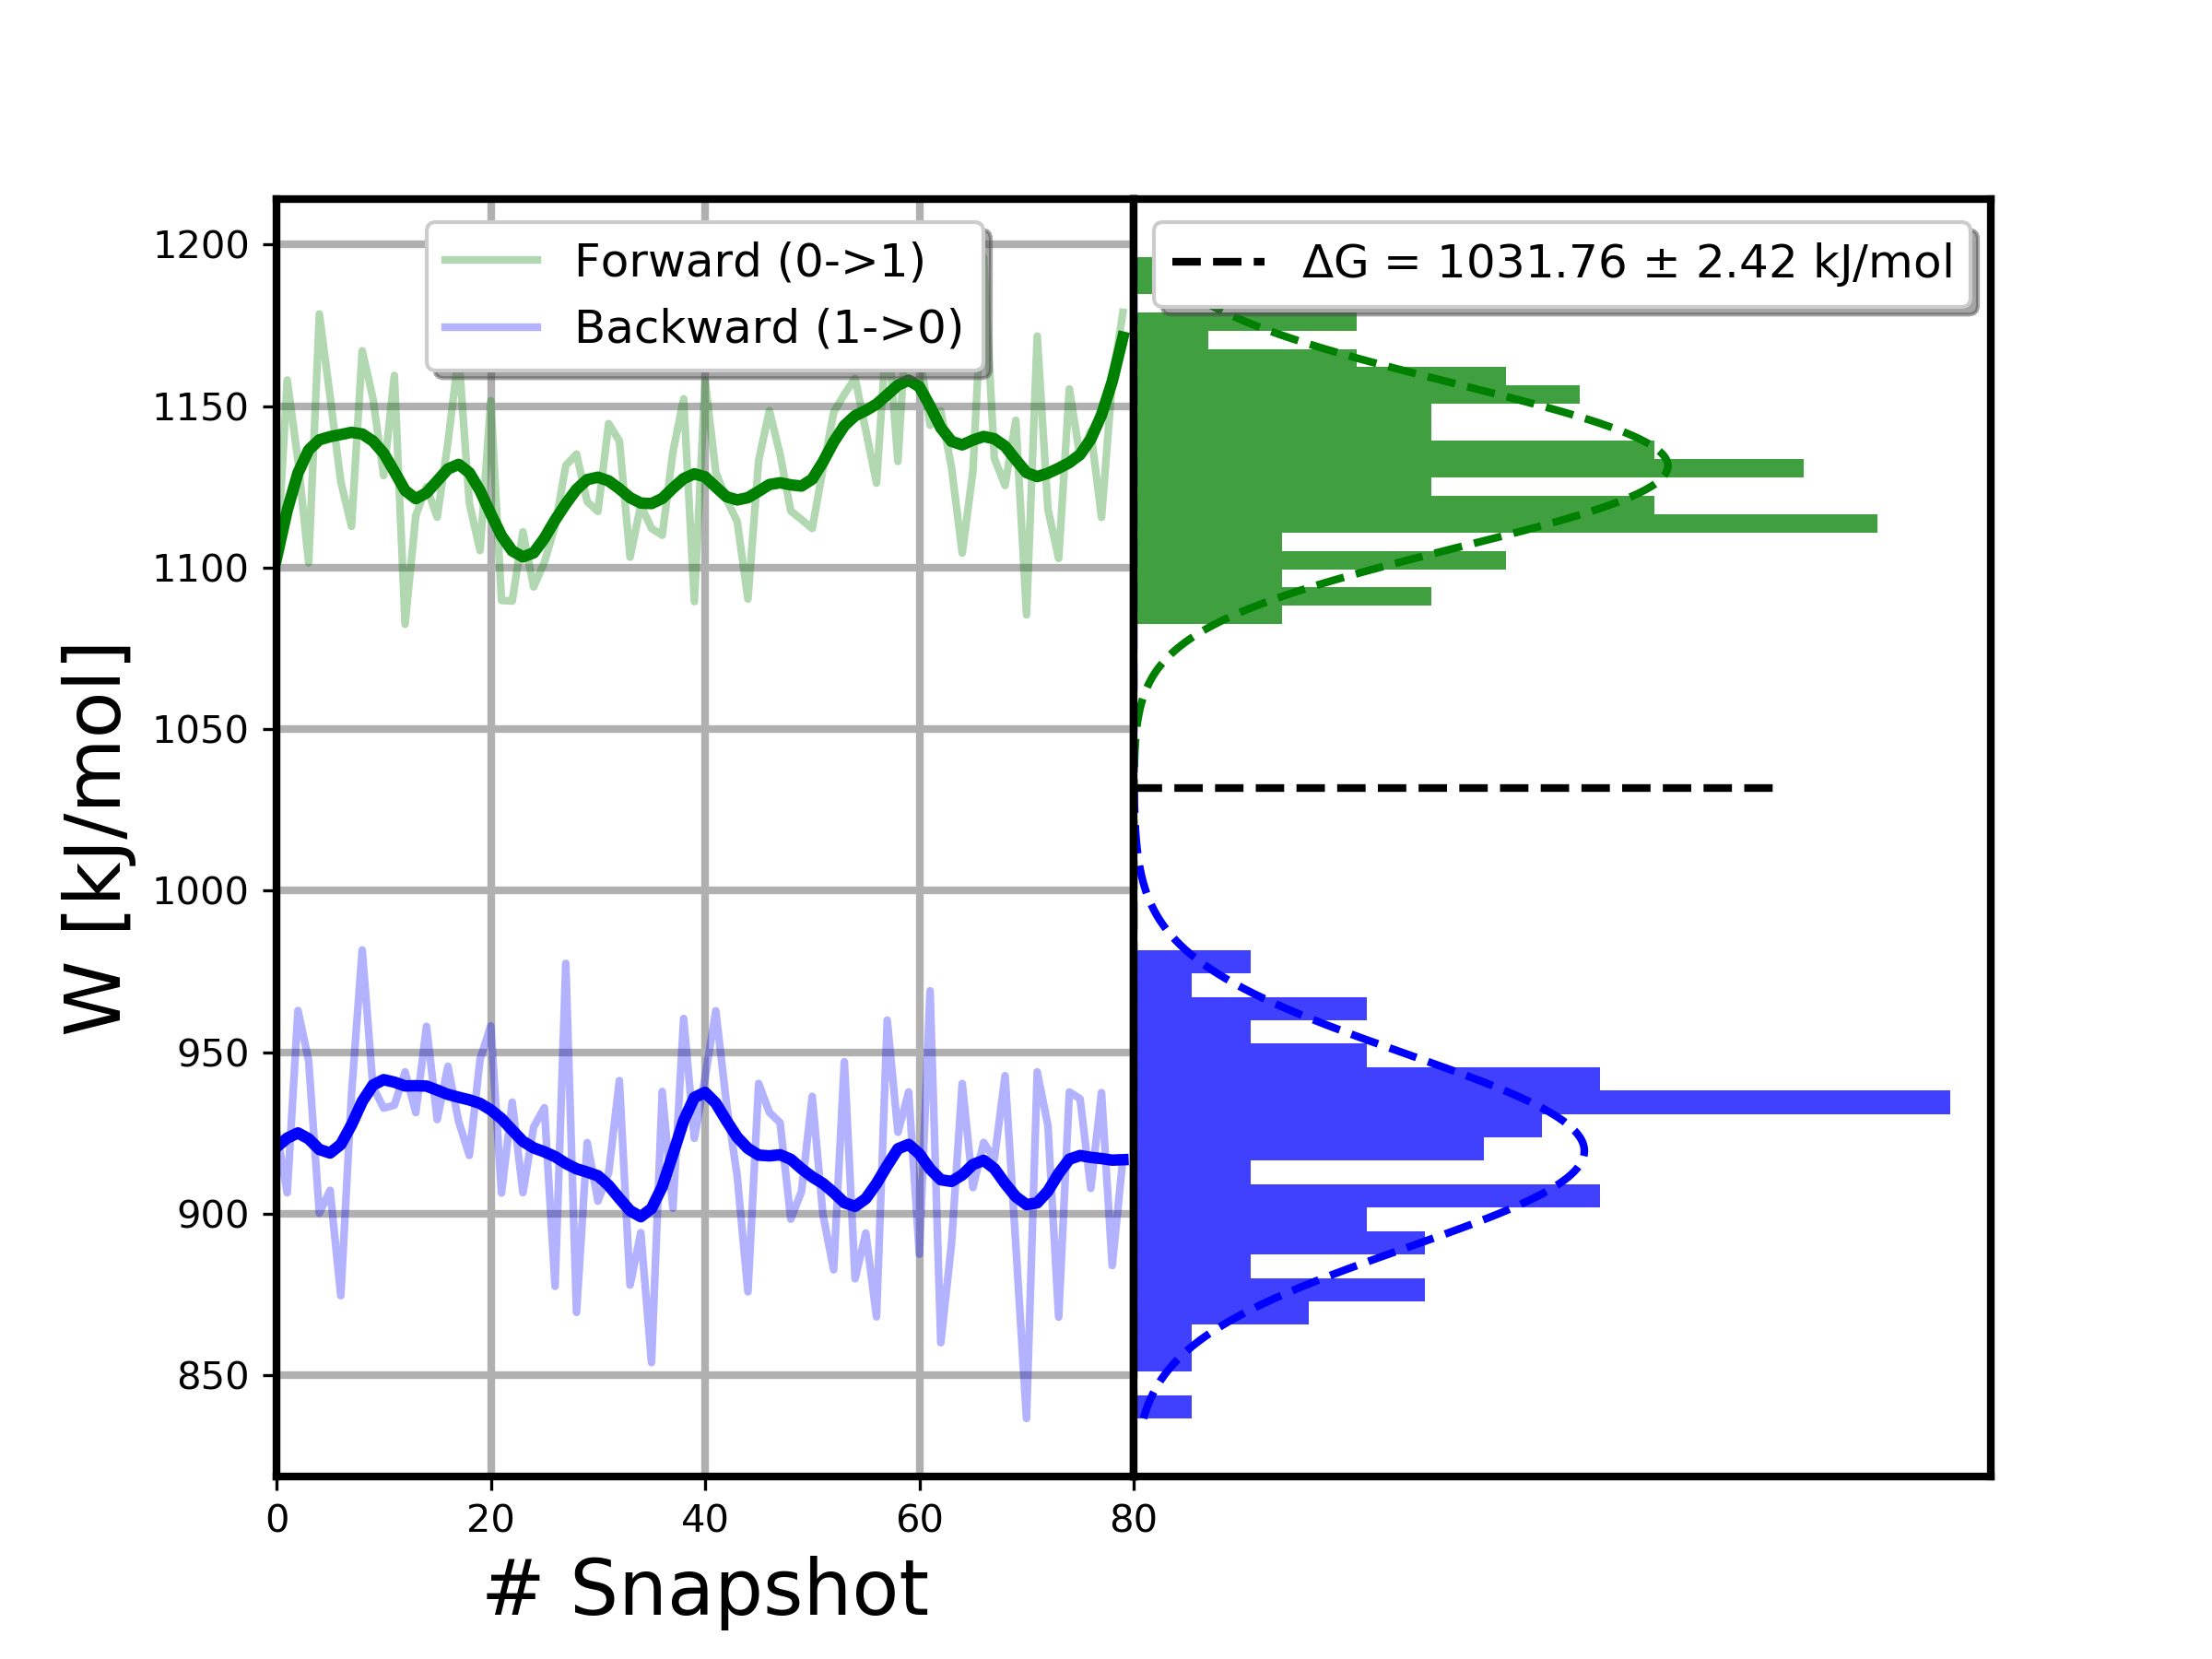 Forward (0->1)
Backward (1->0)
ΔG = 1031.76 ± 2.42 kJ/mol
W [kJ/mol]
1200
1150
1100
1050
1000
950
900
850
0 20 40 60 80
# Snapshot